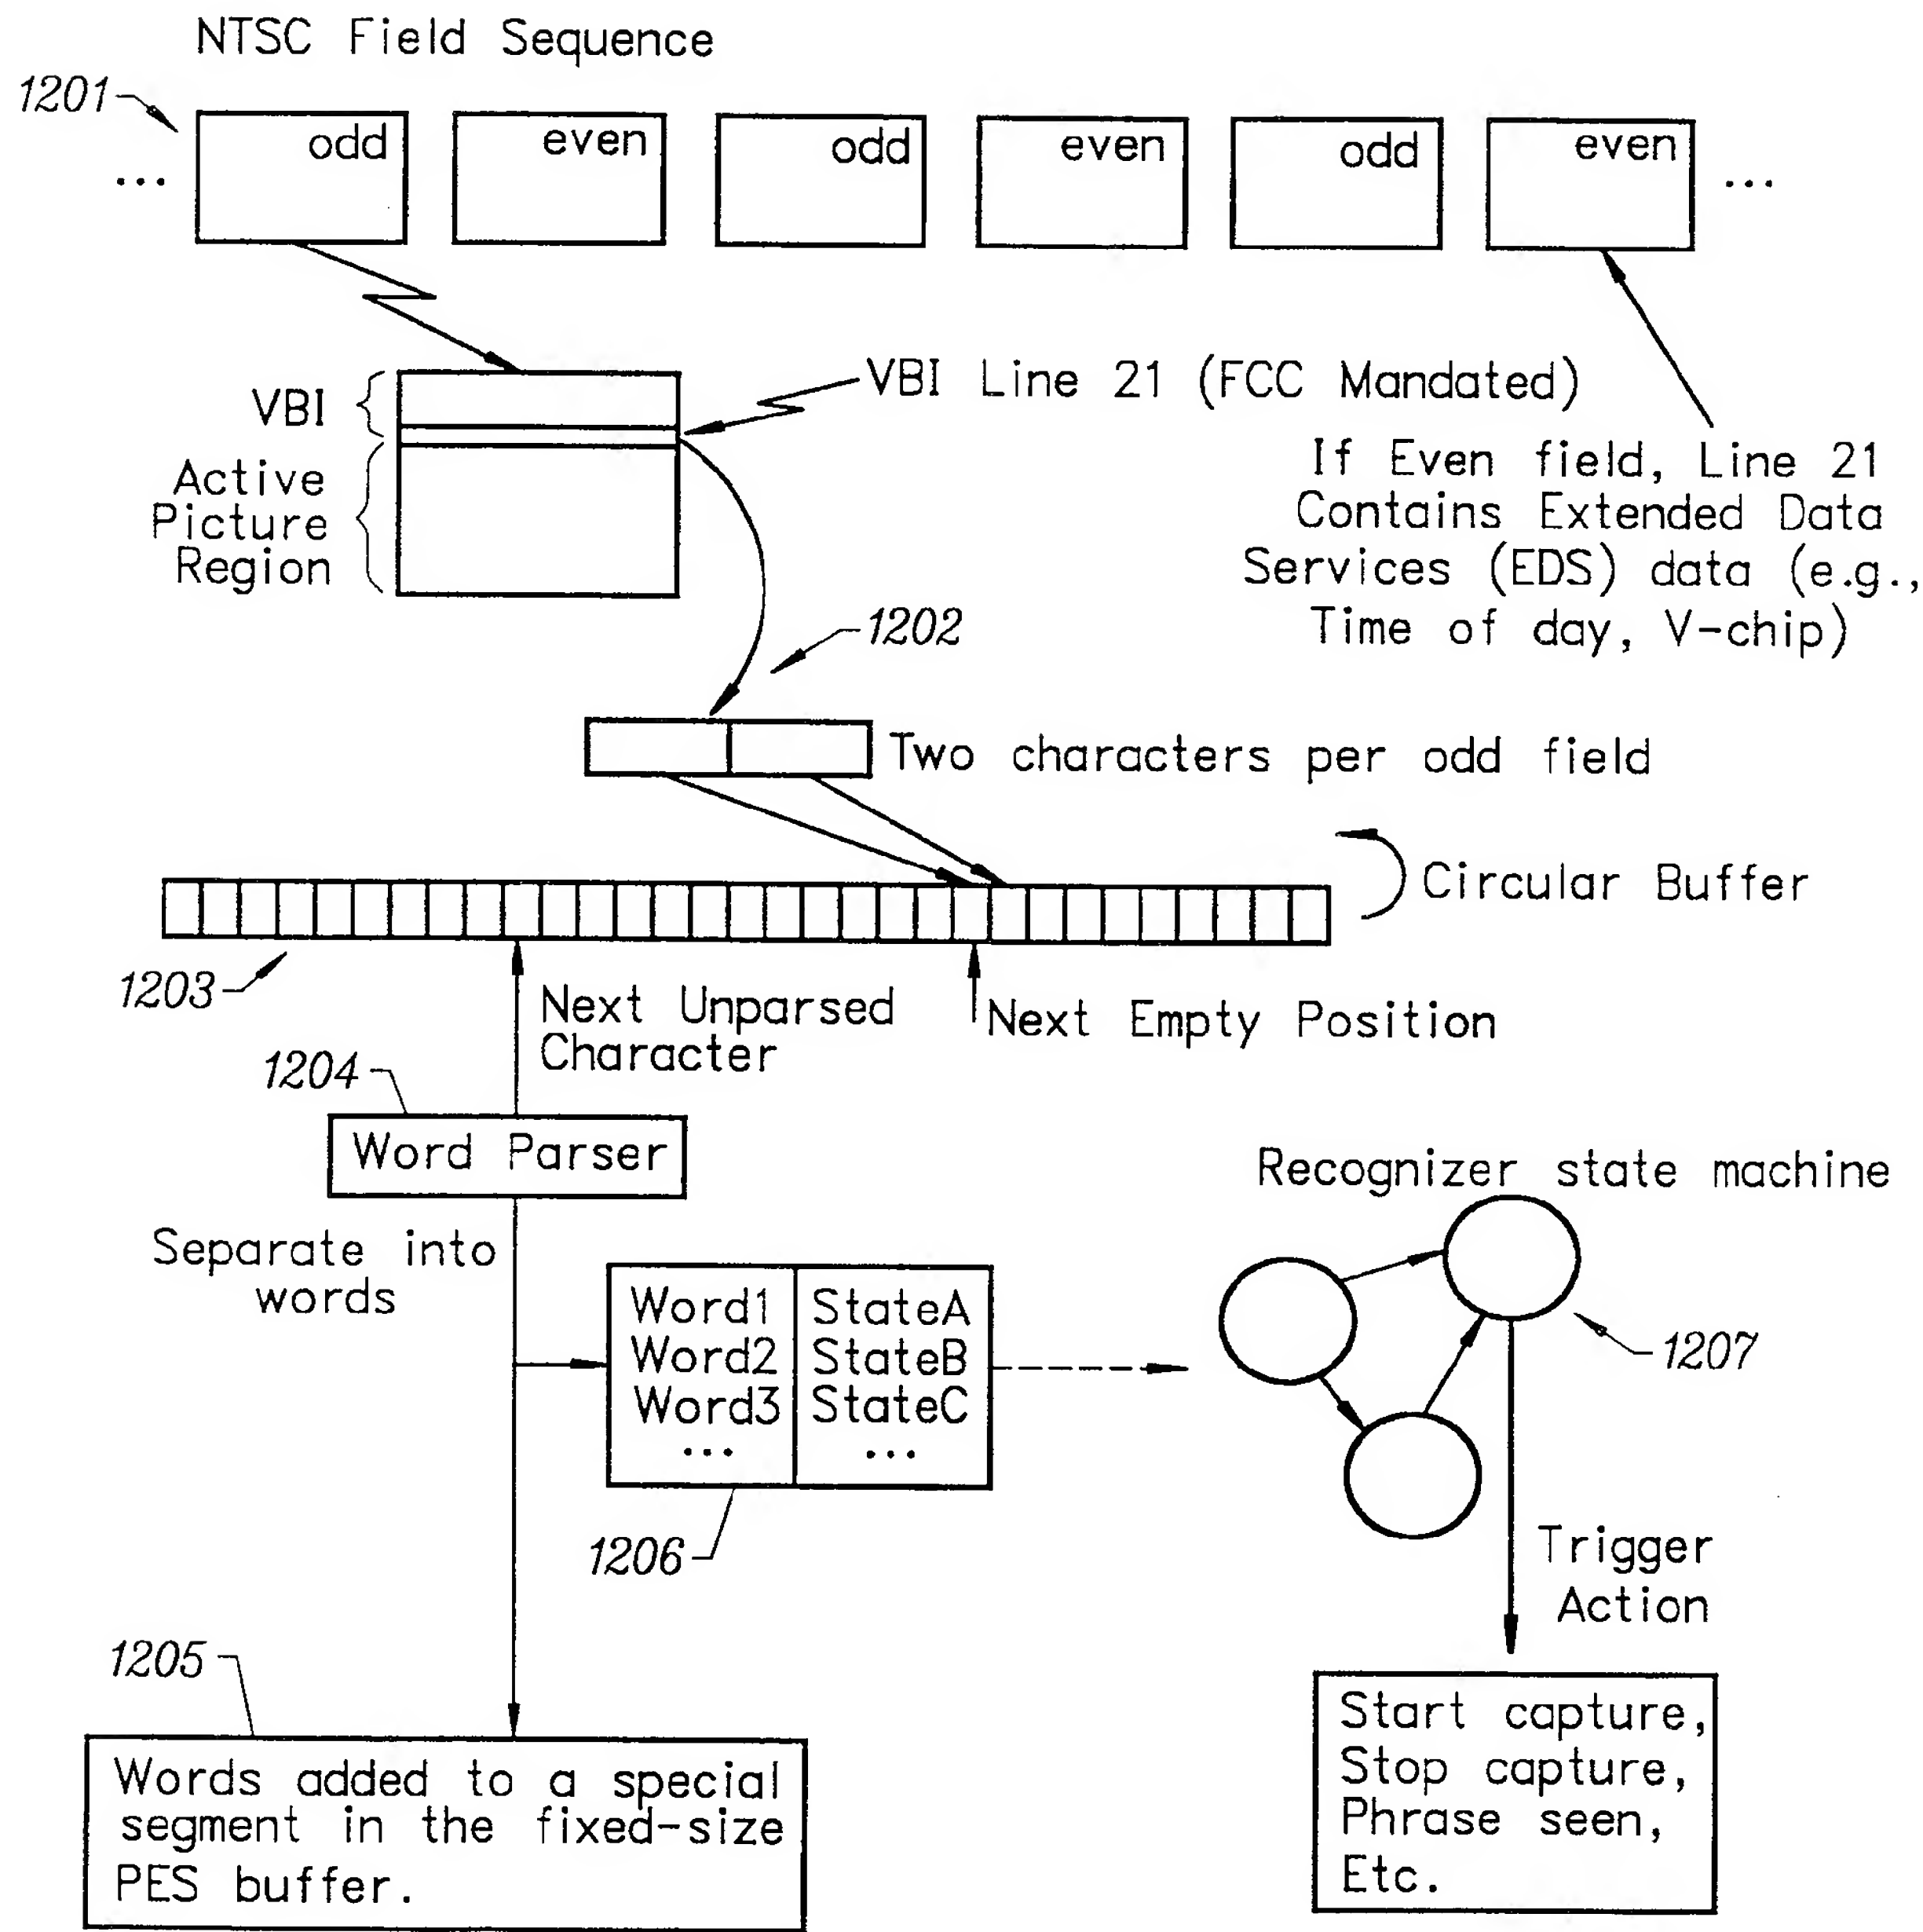 NTSC Field Sequence
1201
odd
even
odd
even
odd
even
...
...
VBI
VBI Line 21 (FCC Mandated)
Active
Picture
Region
If Even field, Line 21
Contains Extended Data
Services (EDS) data (e.g.,
Time of day, V-chip)
1202
Two characters per odd field
Circular Buffer
1203
Next Unparsed
Character
Next Empty Position
1204
Word Parser
Separate into
words
Recognizer state machine
Word1 StateA
Word2 StateB
Word3 StateC
... ...
1206
1207
Trigger
Action
1205
Words added to a special
segment in the fixed-size
PES buffer.
Start capture,
Stop capture,
Phrase seen,
Etc.